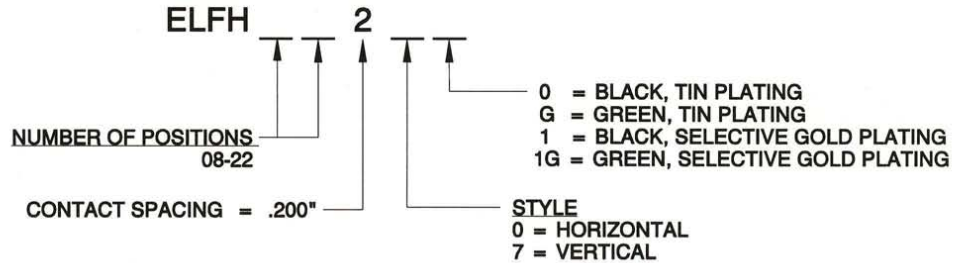 ELFH _ _ 2 _ _
0 = BLACK, TIN PLATING
G = GREEN, TIN PLATING
1 = BLACK, SELECTIVE GOLD PLATING
1G = GREEN, SELECTIVE GOLD PLATING
NUMBER OF POSITIONS
08-22
CONTACT SPACING = .200"
STYLE
0 = HORIZONTAL
7 = VERTICAL